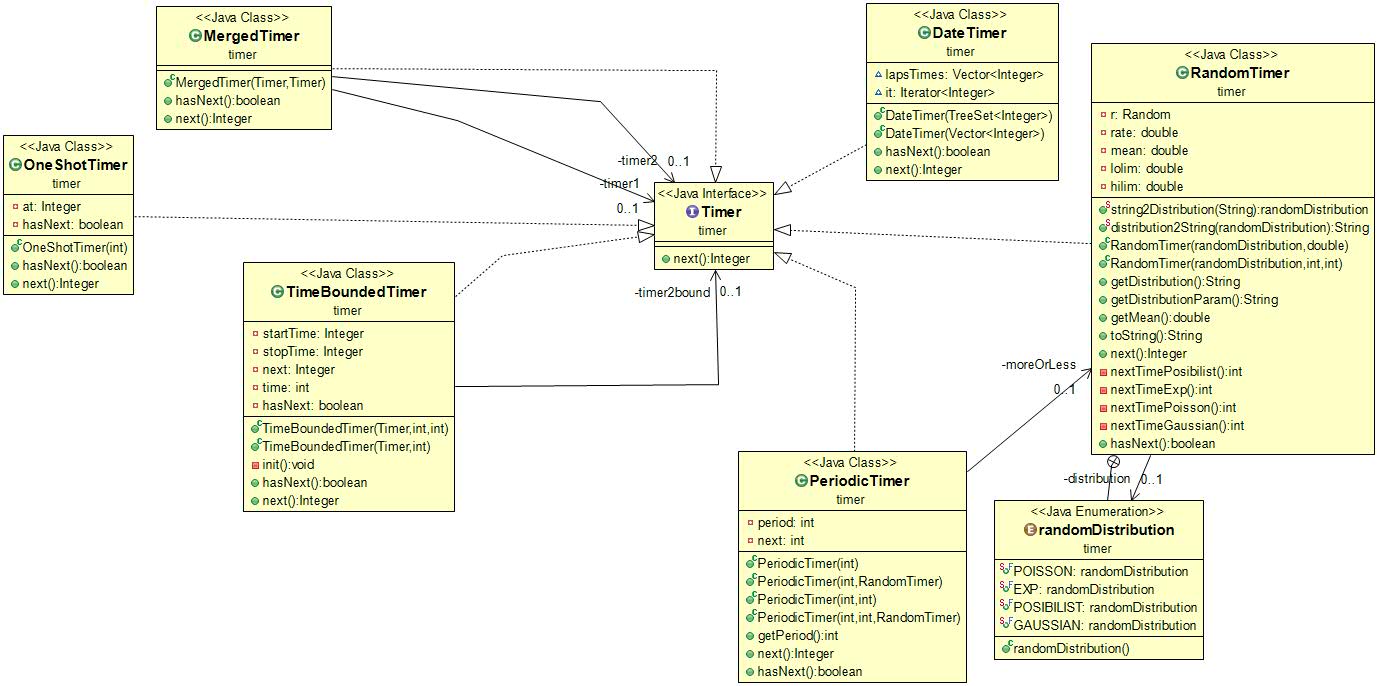 <<Java Class>>
MergedTimer
timer
MergedTimer(Timer,Timer)
hasNext():boolean
next():Integer
<<Java Class>>
DateTimer
timer
lapsTimes: Vector<Integer>
it: Iterator<Integer>
DateTimer(TreeSet<Integer>)
DateTimer(Vector<Integer>)
hasNext():boolean
next():Integer
<<Java Class>>
RandomTimer
timer
r: Random
rate: double
mean: double
lolim: double
hilim: double
string2Distribution(String):randomDistribution
distribution2String(randomDistribution):String
RandomTimer(randomDistribution,double)
RandomTimer(randomDistribution,int,int)
getDistribution():String
getDistributionParam():String
getMean():double
toString():String
next():Integer
nextTimePosibilist():int
nextTimeExp():int
nextTimePoisson():int
nextTimeGaussian():int
hasNext():boolean
<<Java Class>>
OneShotTimer
timer
at: Integer
hasNext: boolean
OneShotTimer(int)
hasNext():boolean
next():Integer
-timer2 0..1
-timer1
0..1
<<Java Interface>>
Timer
timer
next():Integer
-timer2bound 0..1
<<Java Class>>
TimeBoundedTimer
timer
startTime: Integer
stopTime: Integer
next: Integer
time: int
hasNext: boolean
TimeBoundedTimer(Timer,int,int)
TimeBoundedTimer(Timer,int)
init():void
hasNext():boolean
next():Integer
-moreOrLess
0..1
<<Java Class>>
PeriodicTimer
timer
period: int
next: int
PeriodicTimer(int)
PeriodicTimer(int,RandomTimer)
PeriodicTimer(int,int)
PeriodicTimer(int,int,RandomTimer)
getPeriod():int
next():Integer
hasNext():boolean
-distribution 0..1
<<Java Enumeration>>
randomDistribution
timer
POISSON: randomDistribution
EXP: randomDistribution
POSIBILIST: randomDistribution
GAUSSIAN: randomDistribution
randomDistribution()